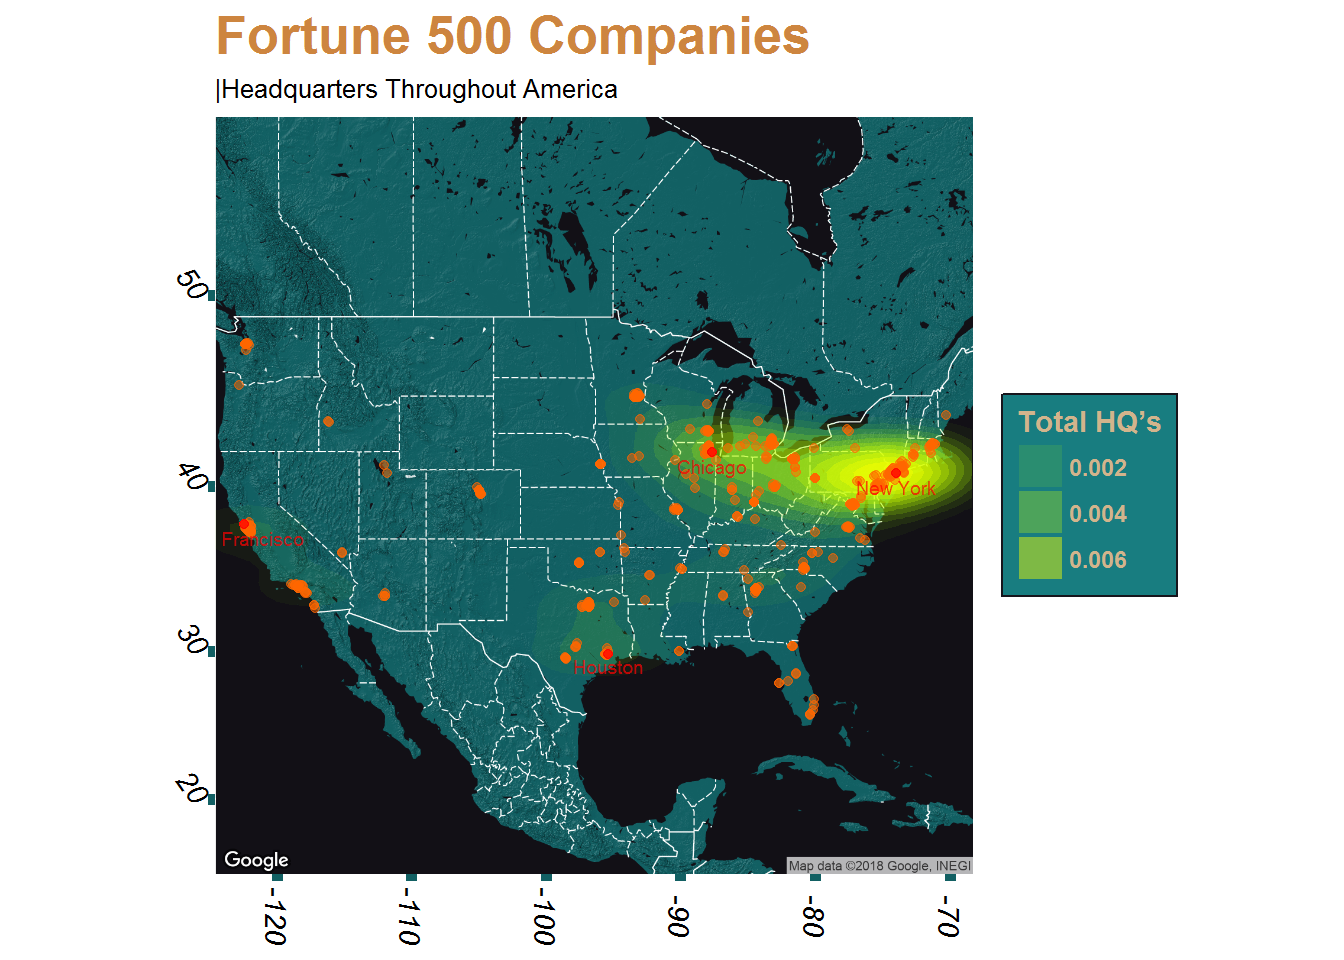 Fortune 500 Companies
|Headquarters Throughout America
50
40
30
20
Chicago
New York
Francisco
Houston
Total HQ’s
0.002
0.004
0.006
Google
Map data ©2018 Google, INEGI
-120
-110
-100
-90
-80
-70